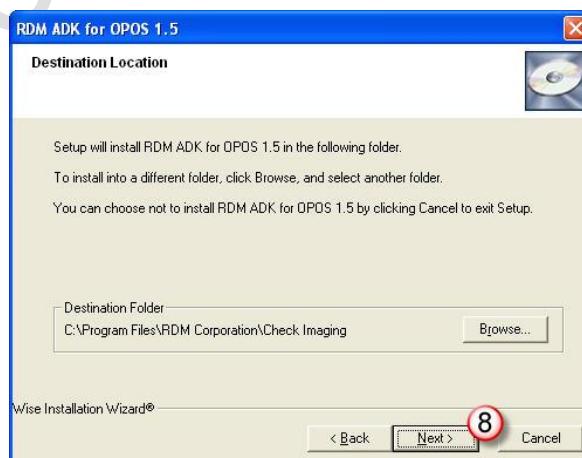 RDM ADK for OPOS 1.5
Destination Location
Setup will install RDM ADK for OPOS 1.5 in the following folder.
To install into a different folder, click Browse, and select another folder.
You can choose not to install RDM ADK for OPOS 1.5 by clicking Cancel to exit Setup.
Destination Folder
C:\Program Files\RDM Corporation\Check Imaging
Browse...
Wise Installation Wizard®
< Back
Next >
8
Cancel